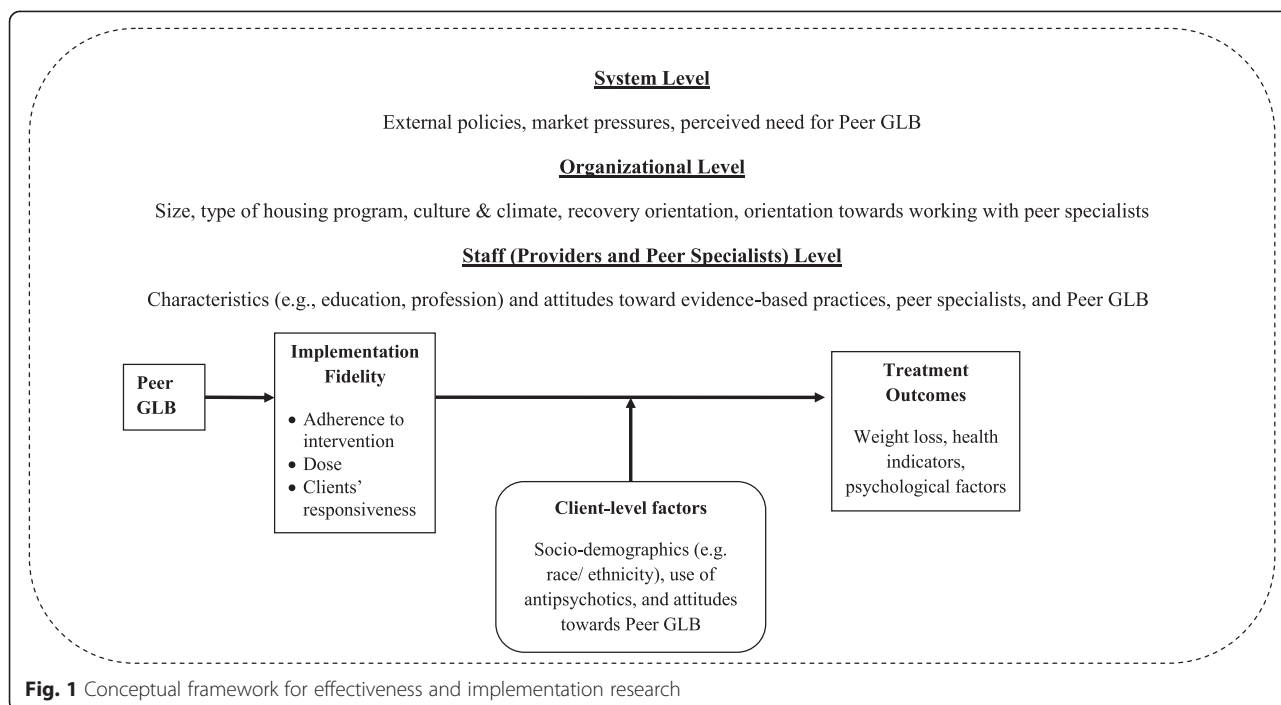 System Level
External policies, market pressures, perceived need for Peer GLB
Organizational Level
Size, type of housing program, culture & climate, recovery orientation, orientation towards working with peer specialists
Staff (Providers and Peer Specialists) Level
Characteristics (e.g., education, profession) and attitudes toward evidence-based practices, peer specialists, and Peer GLB
Peer
GLB
Implementation
Fidelity
• Adherence to
intervention
• Dose
• Clients'
responsiveness
Client-level factors
Socio-demographics (e.g.
race/ ethnicity), use of
antipsychotics, and attitudes
towards Peer GLB
Treatment
Outcomes
Weight loss, health
indicators,
psychological factors
Fig. 1 Conceptual framework for effectiveness and implementation research